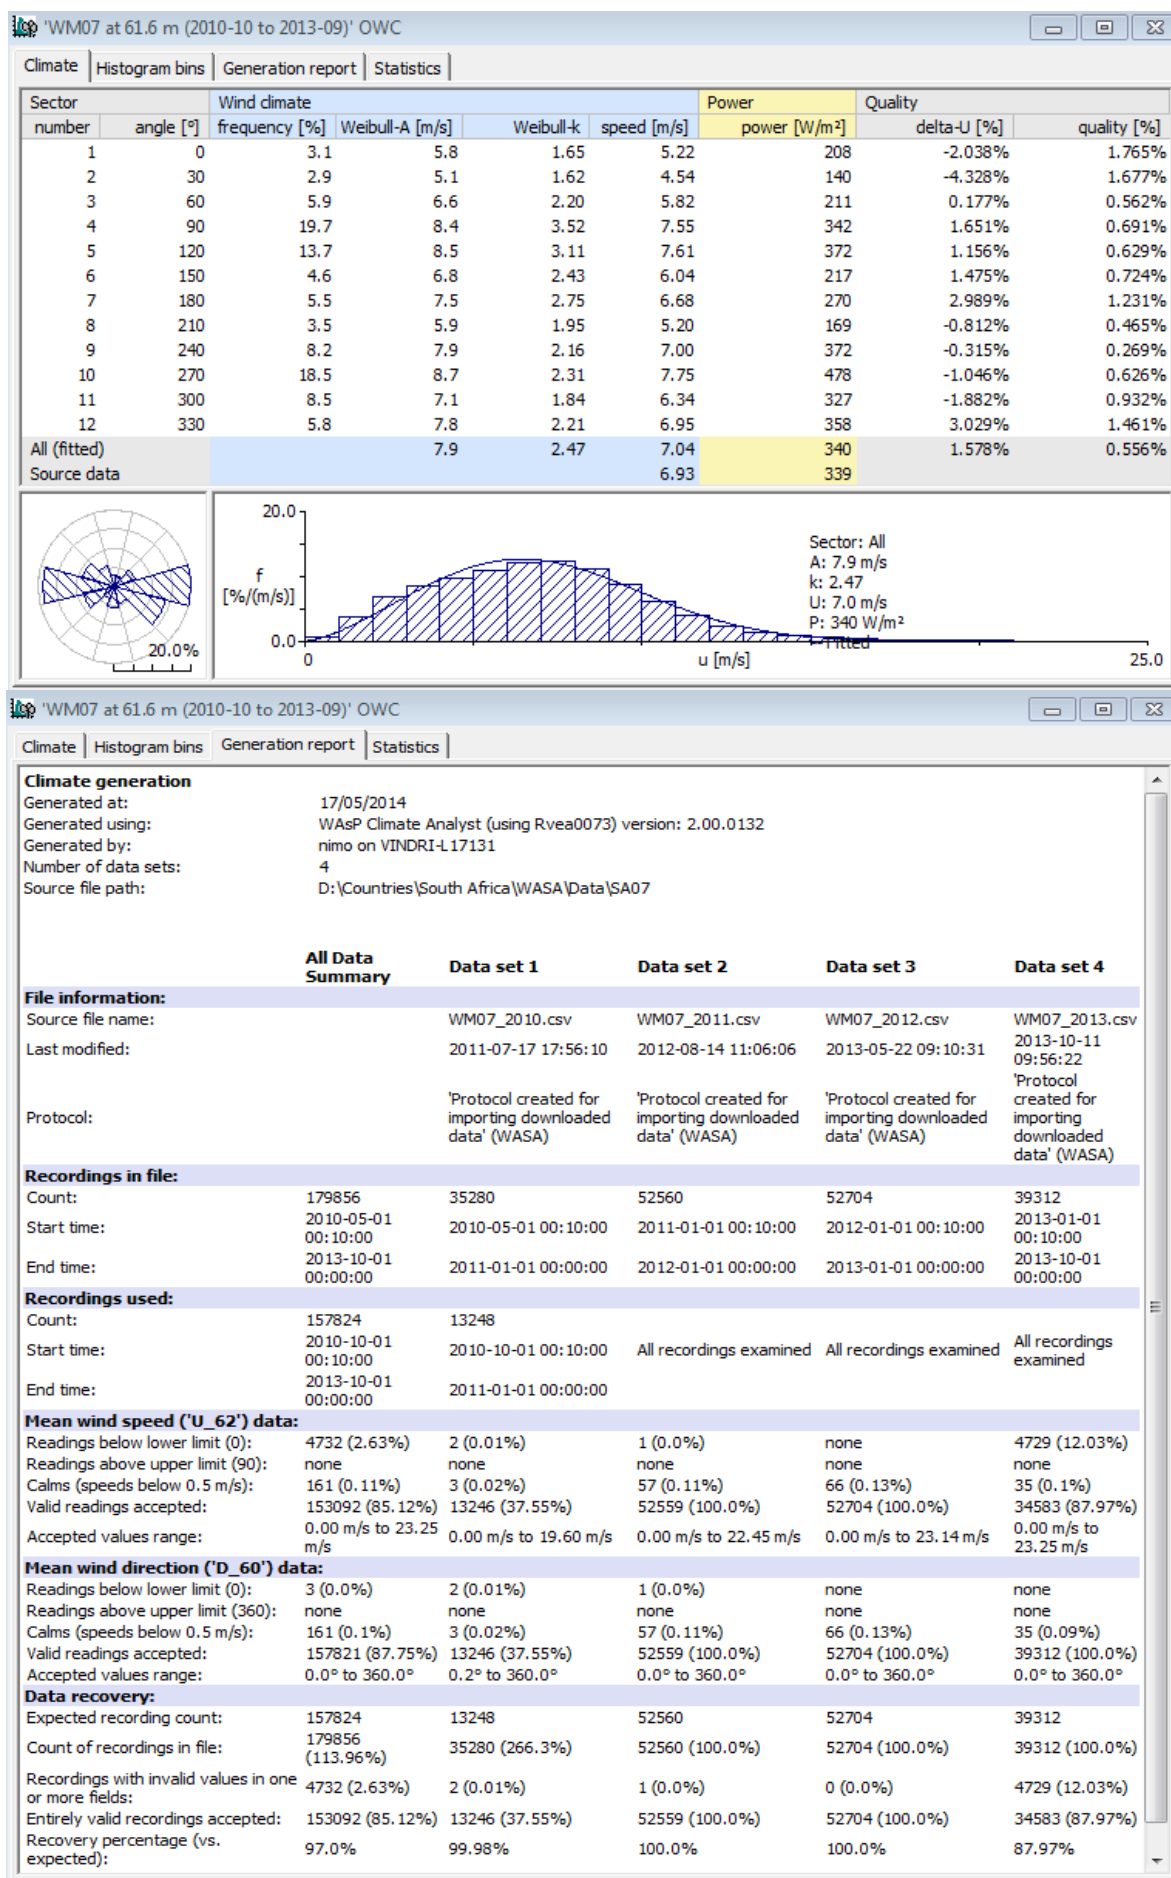 'WM07 at 61.6 m (2010-10 to 2013-09)' OWC
Climate Histogram bins Generation report Statistics
Sector Wind climate Power Quality
number angle [º] frequency [%] Weibull-A [m/s] Weibull-k speed [m/s] power [W/m²] delta-U [%] quality [%]
1 0 3.1 5.8 1.65 5.22 208 -2.038% 1.765%
2 30 2.9 5.1 1.62 4.54 140 -4.328% 1.677%
3 60 5.9 6.6 2.20 5.82 211 0.177% 0.562%
4 90 19.7 8.4 3.52 7.55 342 1.651% 0.691%
5 120 13.7 8.5 3.11 7.61 372 1.156% 0.629%
6 150 4.6 6.8 2.43 6.04 217 1.475% 0.724%
7 180 5.5 7.5 2.75 6.68 270 2.989% 1.231%
8 210 3.5 5.9 1.95 5.20 169 -0.812% 0.465%
9 240 8.2 7.9 2.16 7.00 372 -0.315% 0.269%
10 270 18.5 8.7 2.31 7.75 478 -1.046% 0.626%
11 300 8.5 7.1 1.84 6.34 327 -1.882% 0.932%
12 330 5.8 7.8 2.21 6.95 358 3.029% 1.461%
All (fitted) 7.9 2.47 7.04 340 1.578% 0.556%
Source data 6.93 339
20.0%
20.0
f
[%/(m/s)]
0.0
0 u [m/s] 25.0
Sector: All
A: 7.9 m/s
k: 2.47
U: 7.0 m/s
P: 340 W/m²
Fitted
'WM07 at 61.6 m (2010-10 to 2013-09)' OWC
Climate Histogram bins Generation report Statistics
Climate generation
Generated at: 17/05/2014
Generated using: WAsP Climate Analyst (using Rvea0073) version: 2.00.0132
Generated by: nimo on VINDRI-L17131
Number of data sets: 4
Source file path: D:\Countries\South Africa\WASA\Data\SA07
All Data Summary Data set 1 Data set 2 Data set 3 Data set 4
File information:
Source file name: WM07_2010.csv WM07_2011.csv WM07_2012.csv WM07_2013.csv
Last modified: 2011-07-17 17:56:10 2012-08-14 11:06:06 2013-05-22 09:10:31 2013-10-11 09:56:22
Protocol: 'Protocol created for importing downloaded data' (WASA) 'Protocol created for importing downloaded data' (WASA) 'Protocol created for importing downloaded data' (WASA) 'Protocol created for importing downloaded data' (WASA)
Recordings in file:
Count: 179856 35280 52560 52704 39312
Start time: 2010-05-01 00:10:00 2010-05-01 00:10:00 2011-01-01 00:10:00 2012-01-01 00:10:00 2013-01-01 00:10:00
End time: 2013-10-01 00:00:00 2011-01-01 00:00:00 2012-01-01 00:00:00 2013-01-01 00:00:00 2013-10-01 00:00:00
Recordings used:
Count: 157824 13248
Start time: 2010-10-01 00:10:00 2010-10-01 00:10:00 All recordings examined All recordings examined All recordings examined
End time: 2013-10-01 00:00:00 2011-01-01 00:00:00
Mean wind speed ('U_62') data:
Readings below lower limit (0): 4732 (2.63%) 2 (0.01%) 1 (0.0%) none 4729 (12.03%)
Readings above upper limit (90): none none none none none
Calms (speeds below 0.5 m/s): 161 (0.11%) 3 (0.02%) 57 (0.11%) 66 (0.13%) 35 (0.1%)
Valid readings accepted: 153092 (85.12%) 13246 (37.55%) 52559 (100.0%) 52704 (100.0%) 34583 (87.97%)
Accepted values range: 0.00 m/s to 23.25 m/s 0.00 m/s to 19.60 m/s 0.00 m/s to 22.45 m/s 0.00 m/s to 23.14 m/s 0.00 m/s to 23.25 m/s
Mean wind direction ('D_60') data:
Readings below lower limit (0): 3 (0.0%) 2 (0.01%) 1 (0.0%) none none
Readings above upper limit (360): none none none none none
Calms (speeds below 0.5 m/s): 161 (0.1%) 3 (0.02%) 57 (0.11%) 66 (0.13%) 35 (0.09%)
Valid readings accepted: 157821 (87.75%) 13246 (37.55%) 52559 (100.0%) 52704 (100.0%) 39312 (100.0%)
Accepted values range: 0.0° to 360.0° 0.2° to 360.0° 0.0° to 360.0° 0.0° to 360.0° 0.0° to 360.0°
Data recovery:
Expected recording count: 157824 13248 52560 52704 39312
Count of recordings in file: 179856 (113.96%) 35280 (266.3%) 52560 (100.0%) 52704 (100.0%) 39312 (100.0%)
Recordings with invalid values in one or more fields: 4732 (2.63%) 2 (0.01%) 1 (0.0%) 0 (0.0%) 4729 (12.03%)
Entirely valid recordings accepted: 153092 (85.12%) 13246 (37.55%) 52559 (100.0%) 52704 (100.0%) 34583 (87.97%)
Recovery percentage (vs. expected): 97.0% 99.98% 100.0% 100.0% 87.97%